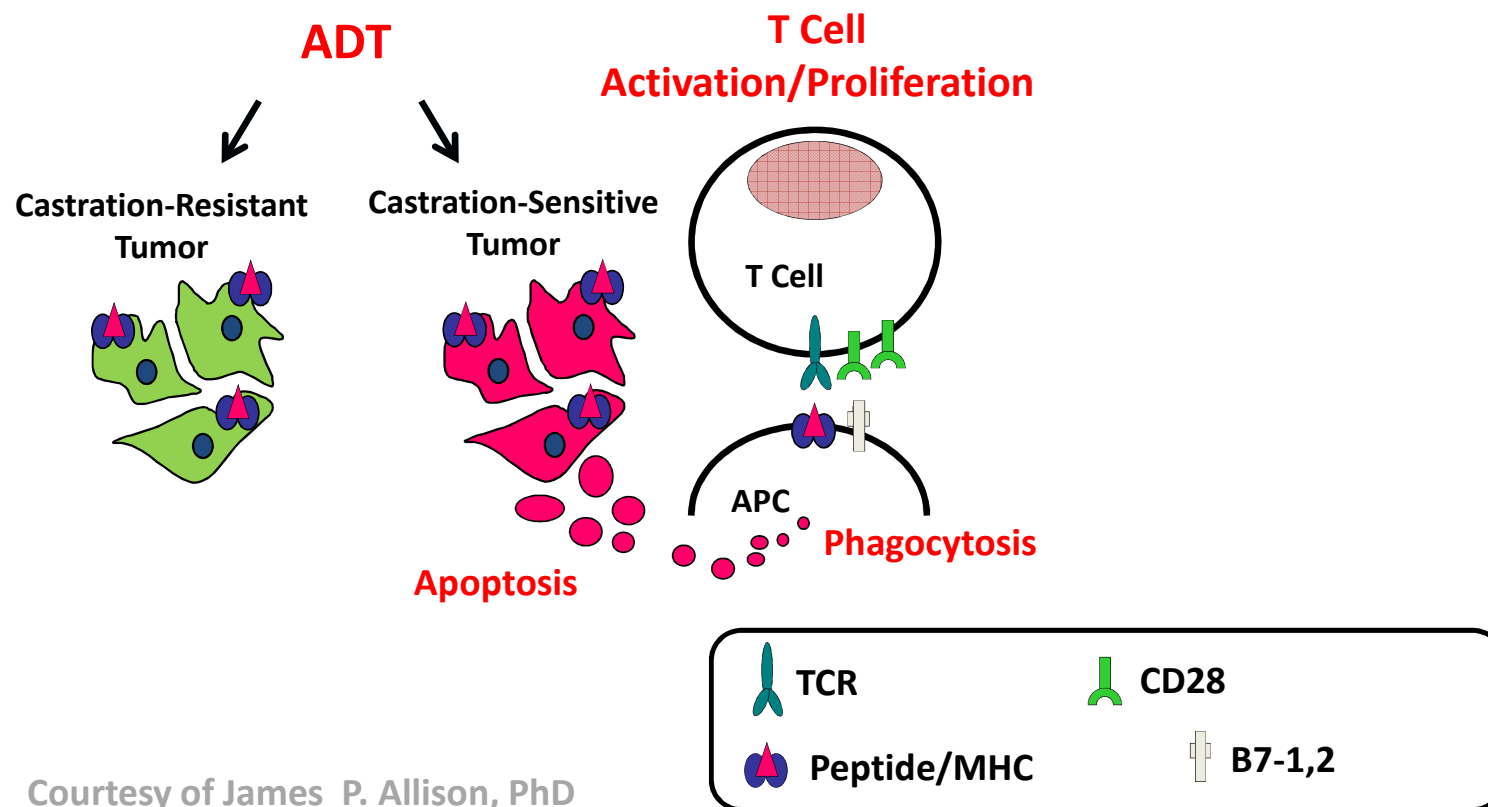 ADT
T Cell
Activation/Proliferation
Castration-Resistant
Tumor
Castration-Sensitive
Tumor
T Cell
APC
Phagocytosis
Apoptosis
TCR
CD28
Peptide/MHC
B7-1,2
Courtesy of James P. Allison, PhD